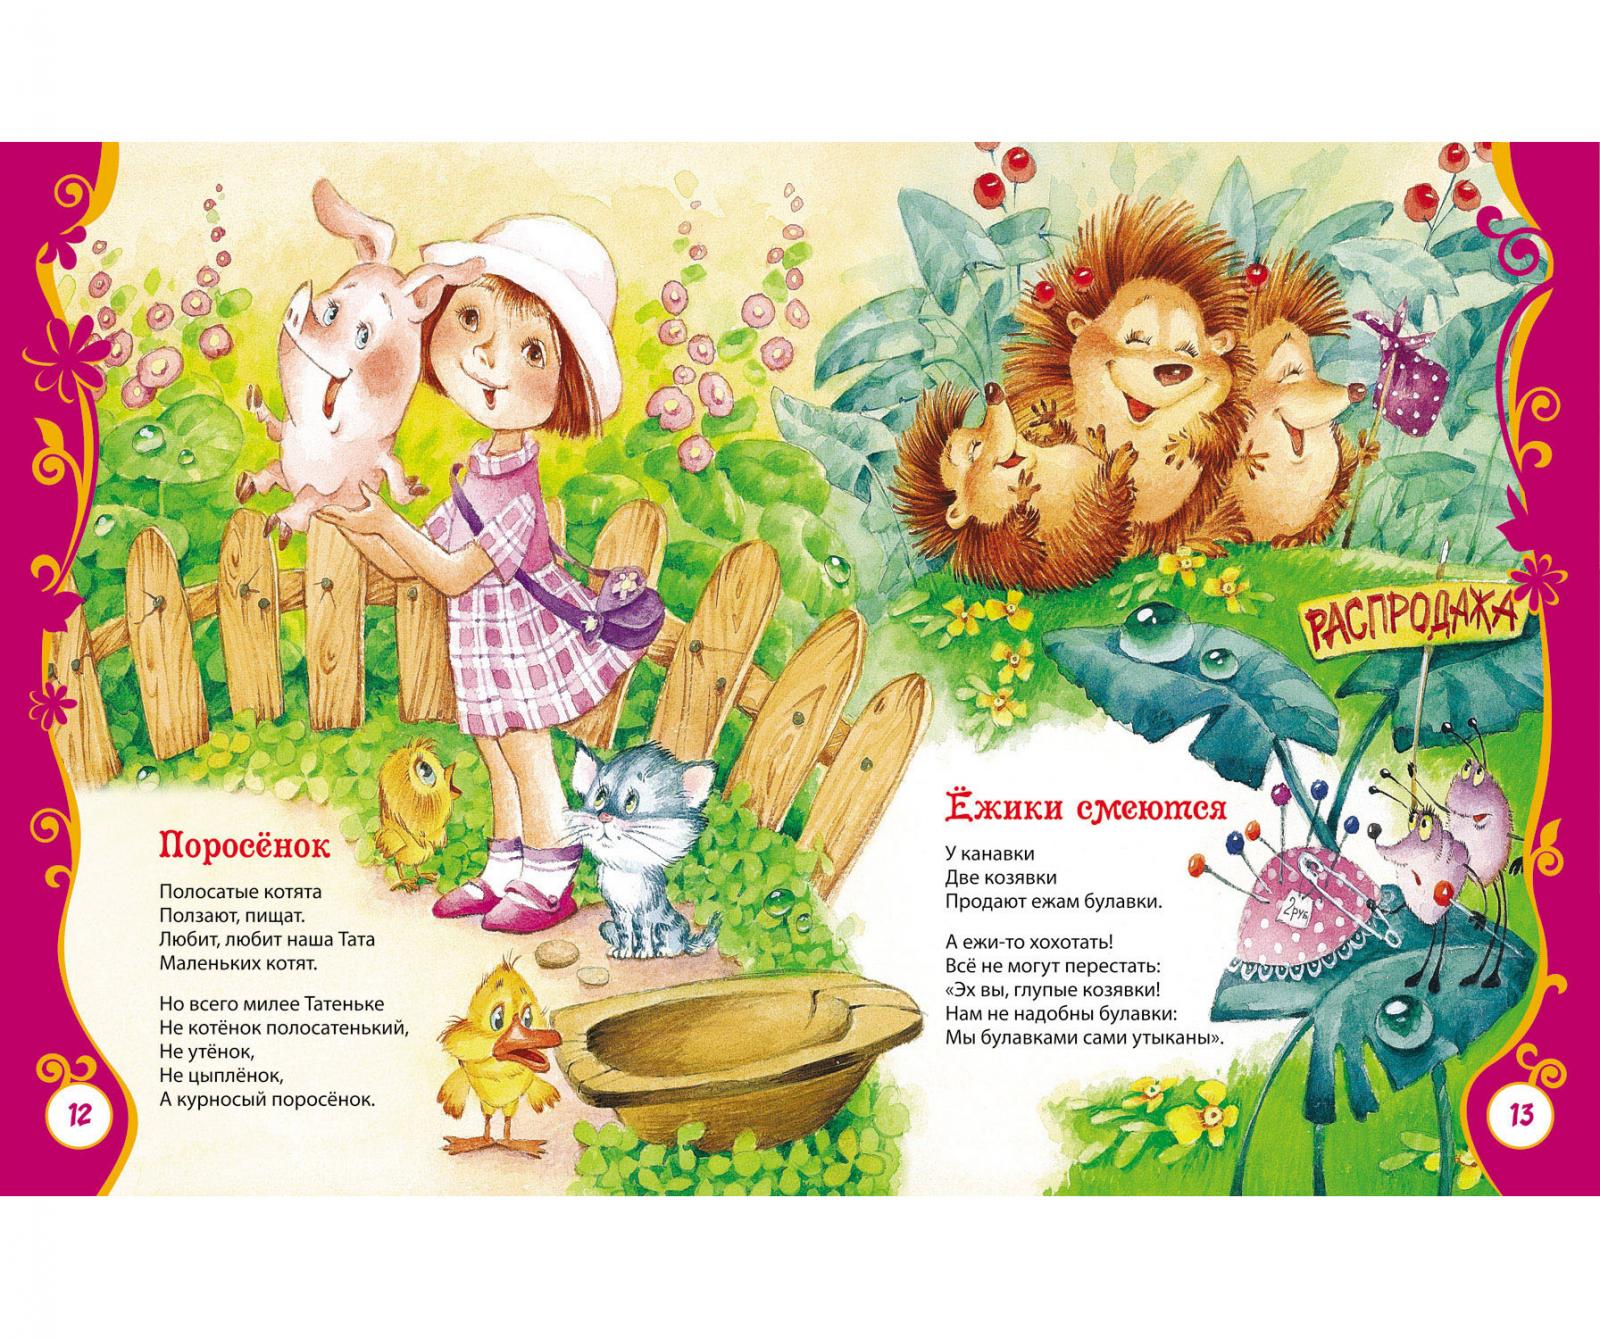 Поросёнок
Полосатые котята
Ползают, пищат.
Любит, любит наша Тата
Маленьких котят.
Но всего милее Татеньке
Не котёнок полосатенький,
Не утёнок,
Не цыплёнок,
А курносый поросёнок.
12
РАСПРОДАЖА
2 руб.
Ёжики смеются
У канавки
Две козявки
Продают ежам булавки.
А ежи-то хохотать!
Всё не могут перестать:
«Эх вы, глупые козявки!
Нам не надобны булавки:
Мы булавками сами утыканы».
13